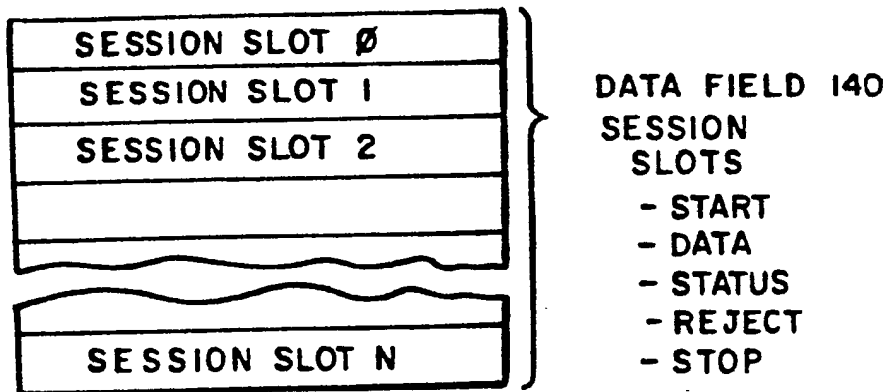 SESSION SLOT Ø
SESSION SLOT 1
SESSION SLOT 2
SESSION SLOT N
DATA FIELD 140
SESSION
SLOTS
- START
- DATA
- STATUS
- REJECT
- STOP